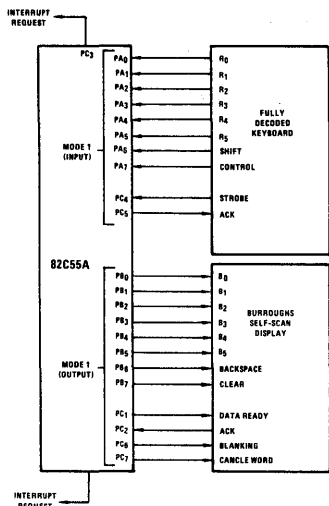 INTERRUPT
REQUEST
PC3
PA0
PA1
PA2
PA3
PA4
PA5
PA6
PA7
MODE 1
(INPUT)
PC4
PC5
R0
R1
R2
R3
R4
R5
SHIFT
CONTROL
STROBE
ACK
FULLY
DECODED
KEYBOARD
82C55A
PB0
PB1
PB2
PB3
PB4
PB5
PB6
PB7
MODE 1
(OUTPUT)
PC1
PC2
PC6
PC7
B0
B1
B2
B3
B4
B5
BACKSPACE
CLEAR
DATA READY
ACK
BLANKING
CANCLE WORD
BURROUGHS
SELF-SCAN
DISPLAY
INTERRUPT
REQUEST